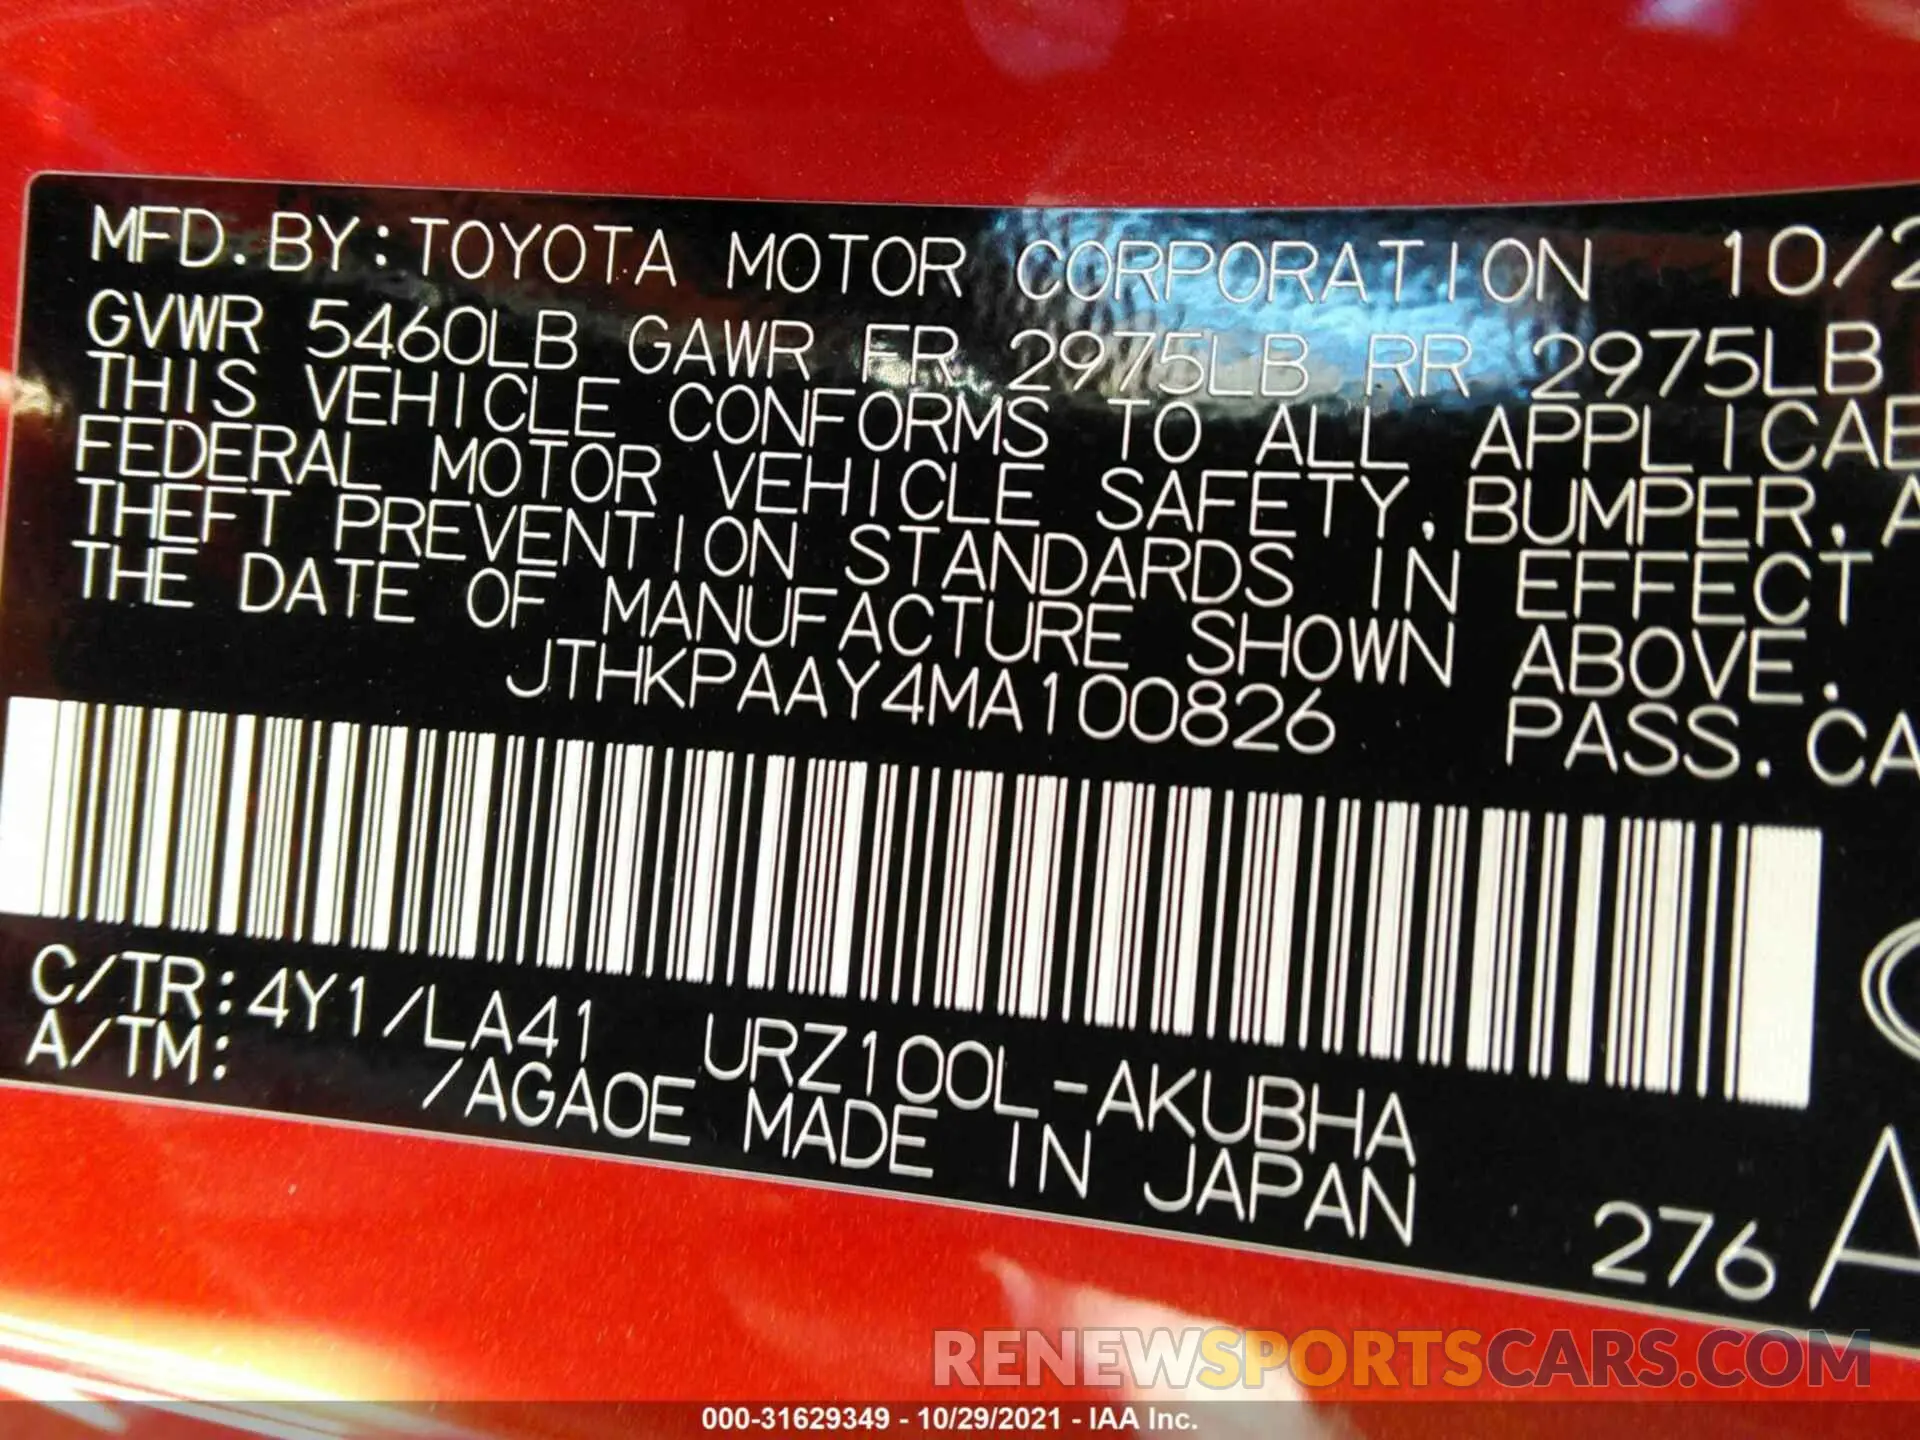 MFD.BY:TOYOTA MOTOR CORPORATION 10/2
GVWR 5460LB GAWR FR 2975LB RR 2975LB
THIS VEHICLE CONFORMS TO ALL APPLICAB
FEDERAL MOTOR VEHICLE SAFETY, BUMPER, A
THEFT PREVENTION STANDARDS IN EFFECT
THE DATE OF MANUFACTURE SHOWN ABOVE.
JTHKPAAY4MA100826 PASS.CA
C/TR:4Y1/LA41 URZ100L-AKUBHA
A/TM: /AGA0E MADE IN JAPAN
276 A
RENEWSPORTSCARS.COM
000-31629349 - 10/29/2021 - IAA Inc.